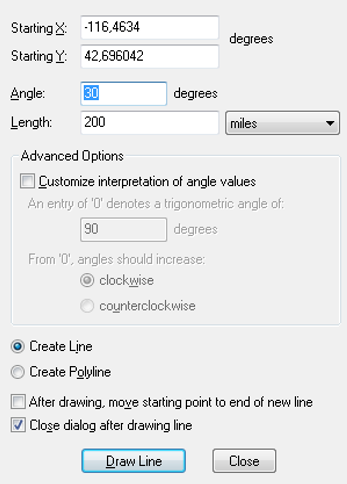 Starting X: -116,4634 degrees
Starting Y: 42,696042
Angle: 30 degrees
Length: 200 miles
Advanced Options
Customize interpretation of angle values
An entry of '0' denotes a trigonometric angle of:
90 degrees
From '0', angles should increase:
clockwise
counterclockwise
Create Line
Create Polyline
After drawing, move starting point to end of new line
Close dialog after drawing line
Draw Line Close